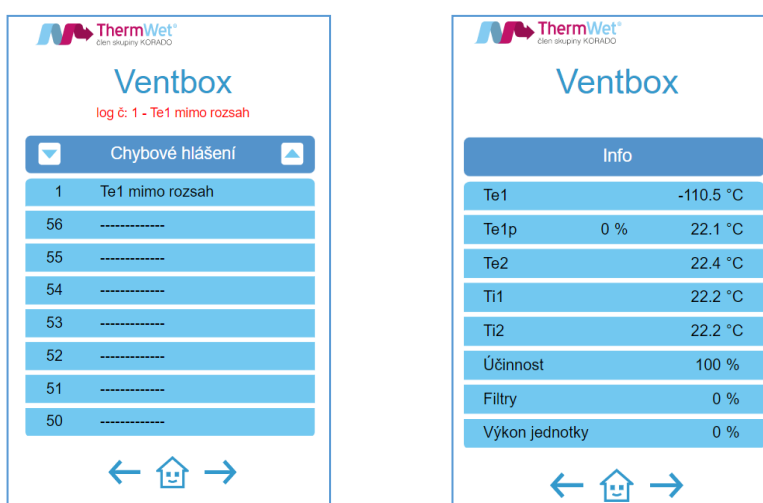 ThermWet®
člen skupiny KORADO
Ventbox
log č: 1 - Te1 mimo rozsah
Chybové hlášení
1 Te1 mimo rozsah
56 -------------
55 -------------
54 -------------
53 -------------
52 -------------
51 -------------
50 -------------
ThermWet®
člen skupiny KORADO
Ventbox
Info
Te1 -110.5 °C
Te1p 0 % 22.1 °C
Te2 22.4 °C
Ti1 22.2 °C
Ti2 22.2 °C
Účinnost 100 %
Filtry 0 %
Výkon jednotky 0 %